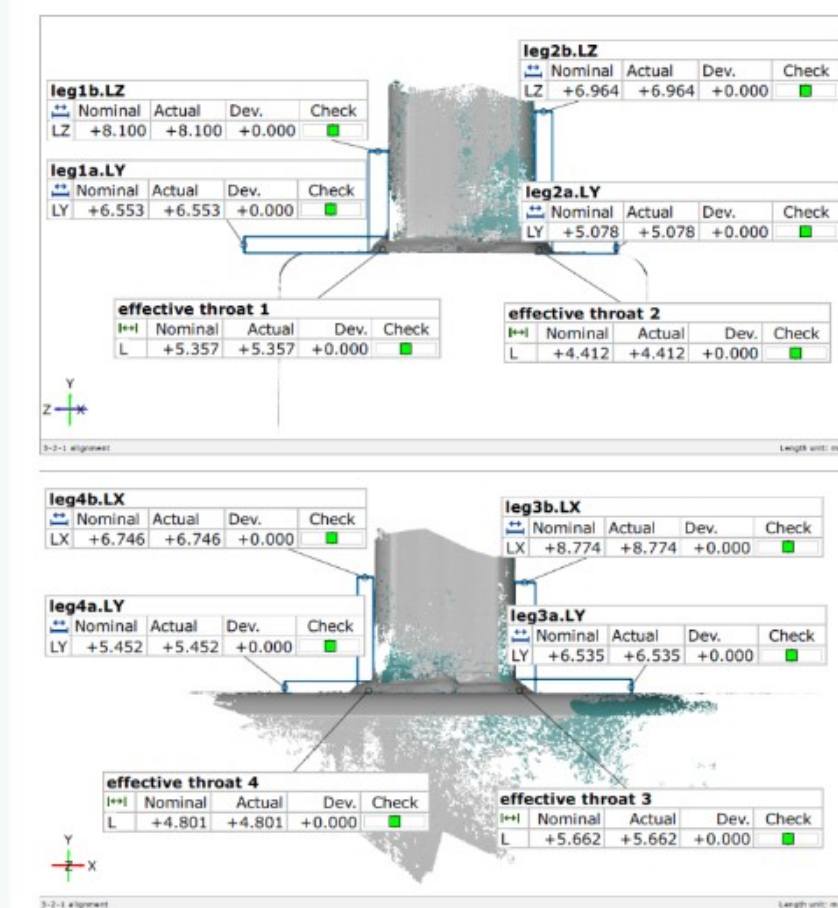 leg2b.LZ
Nominal Actual Dev. Check
LZ +6.964 +6.964 +0.000
leg1b.LZ
Nominal Actual Dev. Check
LZ +8.100 +8.100 +0.000
leg1a.LY
Nominal Actual Dev. Check
LY +6.553 +6.553 +0.000
leg2a.LY
Nominal Actual Dev. Check
LY +5.078 +5.078 +0.000
effective throat 1
Nominal Actual Dev. Check
L +5.357 +5.357 +0.000
effective throat 2
Nominal Actual Dev. Check
L +4.412 +4.412 +0.000
Y
Z X
3-2-1 alignment
Length unit: m
leg4b.LX
Nominal Actual Dev. Check
LX +6.746 +6.746 +0.000
leg3b.LX
Nominal Actual Dev. Check
LX +8.774 +8.774 +0.000
leg4a.LY
Nominal Actual Dev. Check
LY +5.452 +5.452 +0.000
leg3a.LY
Nominal Actual Dev. Check
LY +6.535 +6.535 +0.000
effective throat 4
Nominal Actual Dev. Check
L +4.801 +4.801 +0.000
effective throat 3
Nominal Actual Dev. Check
L +5.662 +5.662 +0.000
Y
Z X
3-2-1 alignment
Length unit: m